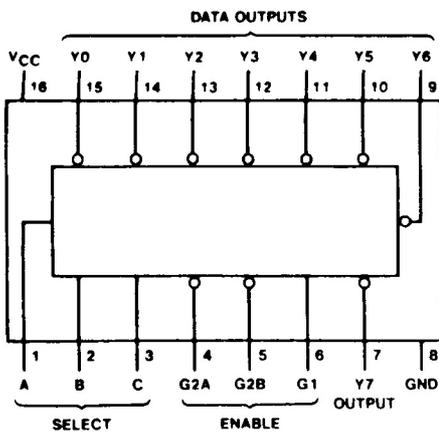 DATA OUTPUTS
VCC Y0 Y1 Y2 Y3 Y4 Y5 Y6
16 15 14 13 12 11 10 9
1 2 3 4 5 6 7 8
A B C G2A G2B G1 Y7 GND
OUTPUT
SELECT ENABLE